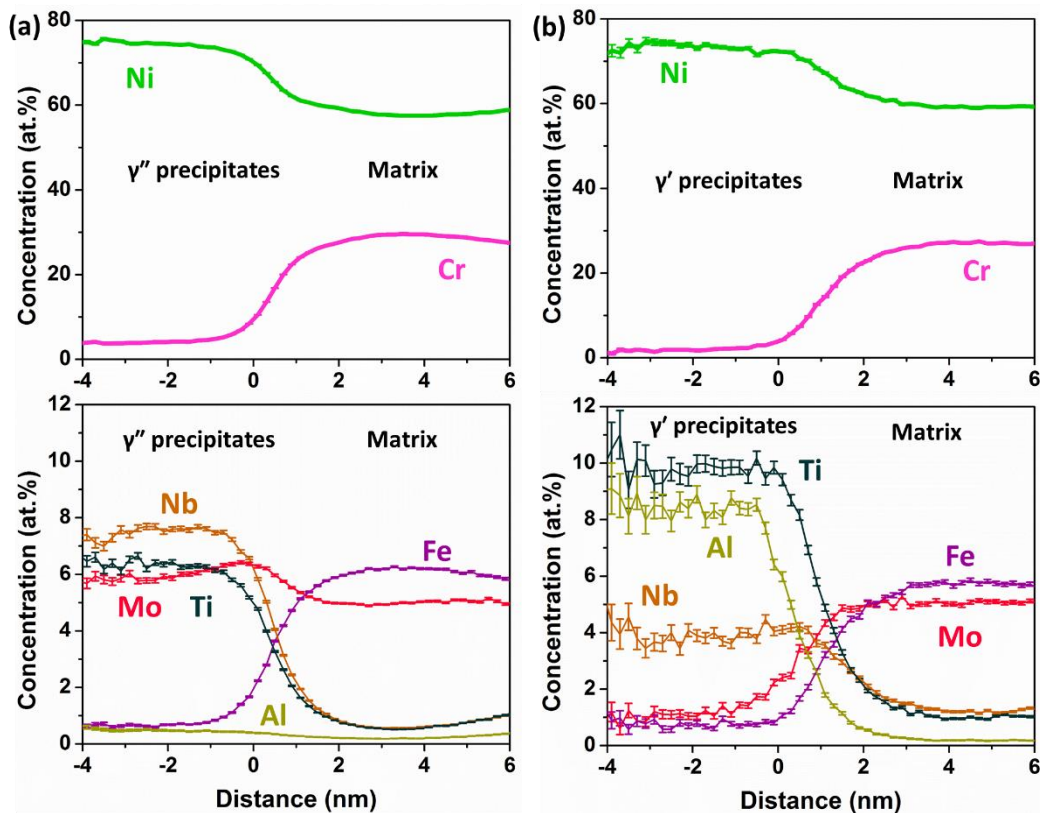 (a)
80
60
40
20
0
Concentration (at.%)
Ni
γ″ precipitates
Matrix
Cr
-4
-2
0
2
4
6
12
10
8
6
4
2
0
Concentration (at.%)
γ″ precipitates
Matrix
Nb
Fe
Mo
Ti
Al
-4
-2
0
2
4
6
Distance (nm)
(b)
80
60
40
20
0
Concentration (at.%)
Ni
γ′ precipitates
Matrix
Cr
-4
-2
0
2
4
6
12
10
8
6
4
2
0
Concentration (at.%)
γ′ precipitates
Matrix
Ti
Al
Nb
Fe
Mo
-4
-2
0
2
4
6
Distance (nm)